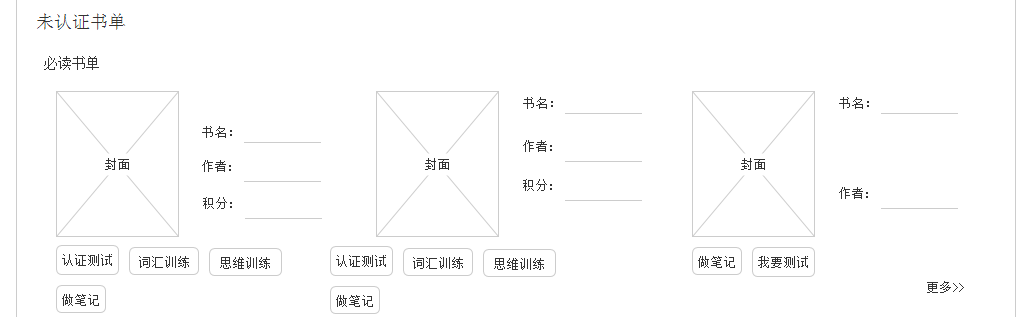 未认证书单
必读书单
书名：
作者：
积分：
封面
认证测试 词汇训练 思维训练
做笔记
书名：
作者：
积分：
封面
认证测试 词汇训练 思维训练
做笔记
书名：
作者：
封面
做笔记 我要测试
更多>>